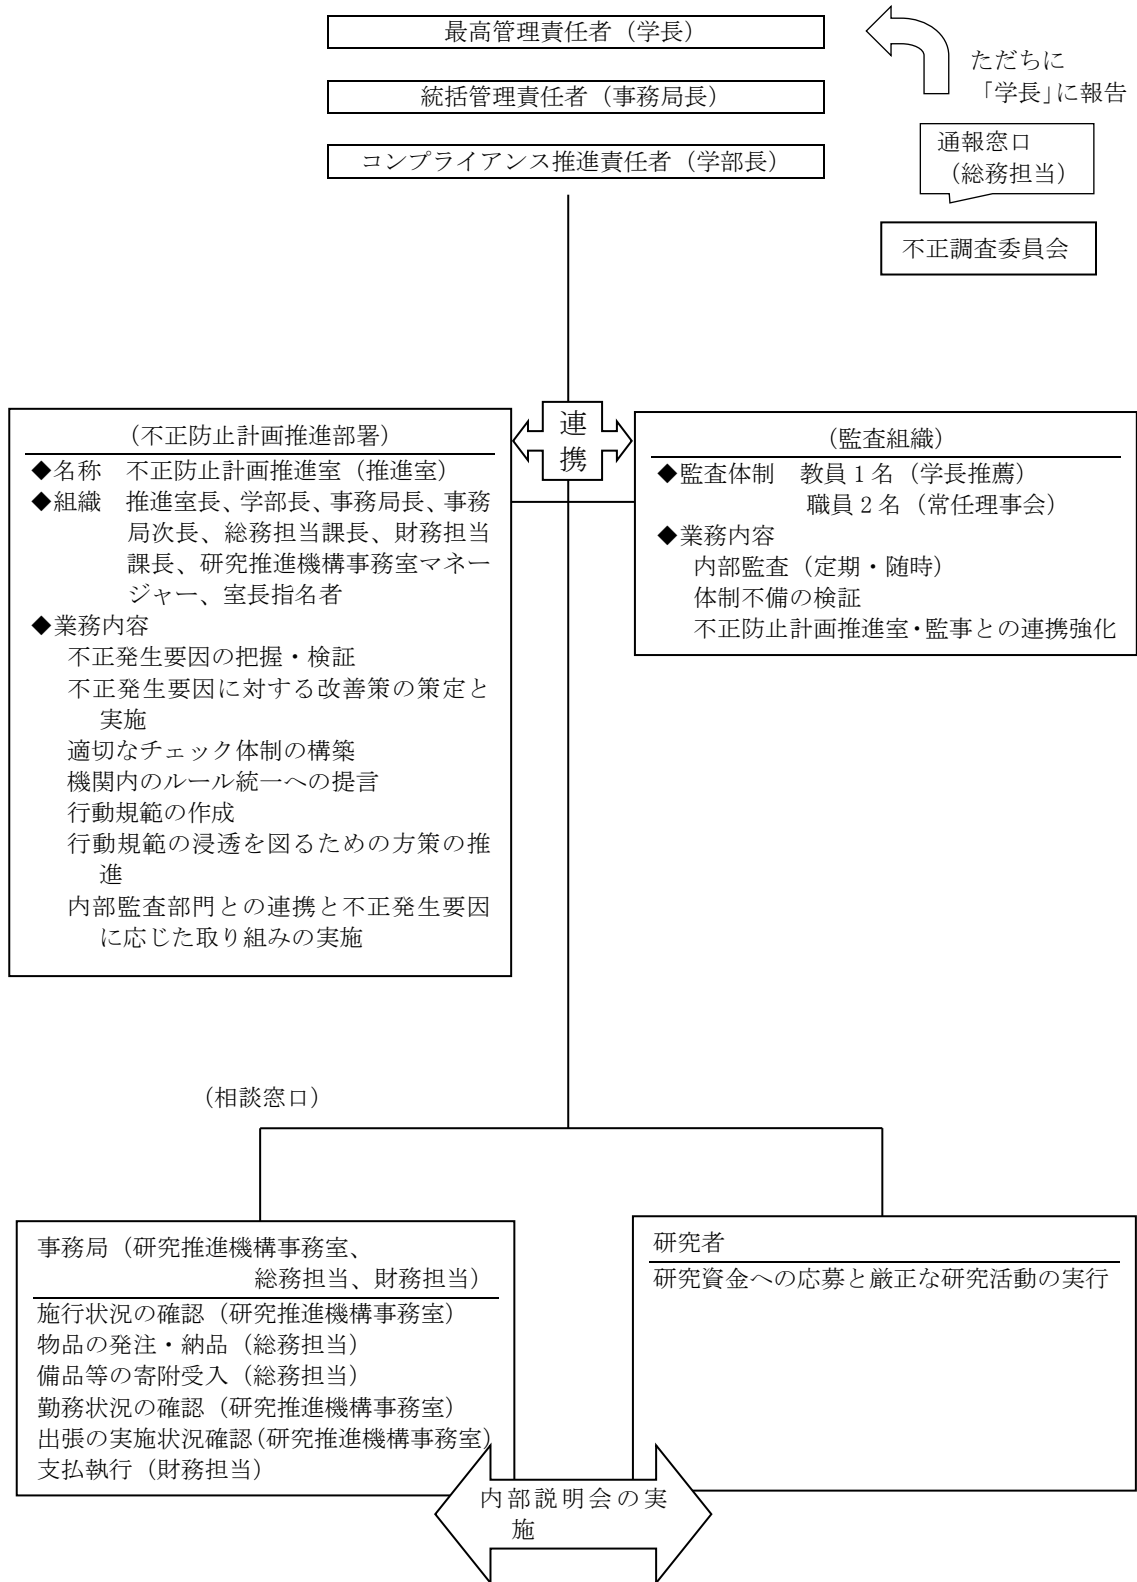 最高管理責任者（学長）
統括管理責任者（事務局長）
コンプライアンス推進責任者（学部長）
ただちに
「学長」に報告
通報窓口
（総務担当）
不正調査委員会
連
携
（不正防止計画推進部署）
◆名称　不正防止計画推進室（推進室）
◆組織　推進室長、学部長、事務局長、事務
局次長、総務担当課長、財務担当
課長、研究推進機構事務室マネー
ジャー、室長指名者
◆業務内容
不正発生要因の把握・検証
不正発生要因に対する改善策の策定と
実施
適切なチェック体制の構築
機関内のルール統一への提言
行動規範の作成
行動規範の浸透を図るための方策の推
進
内部監査部門との連携と不正発生要因
に応じた取り組みの実施
（監査組織）
◆監査体制　教員１名（学長推薦）
職員２名（常任理事会）
◆業務内容
内部監査（定期・随時）
体制不備の検証
不正防止計画推進室・監事との連携強化
（相談窓口）
事務局（研究推進機構事務室、
総務担当、財務担当）
施行状況の確認（研究推進機構事務室）
物品の発注・納品（総務担当）
備品等の寄附受入（総務担当）
勤務状況の確認（研究推進機構事務室）
出張の実施状況確認（研究推進機構事務室）
支払執行（財務担当）
研究者
研究資金への応募と厳正な研究活動の実行
内部説明会の実
施